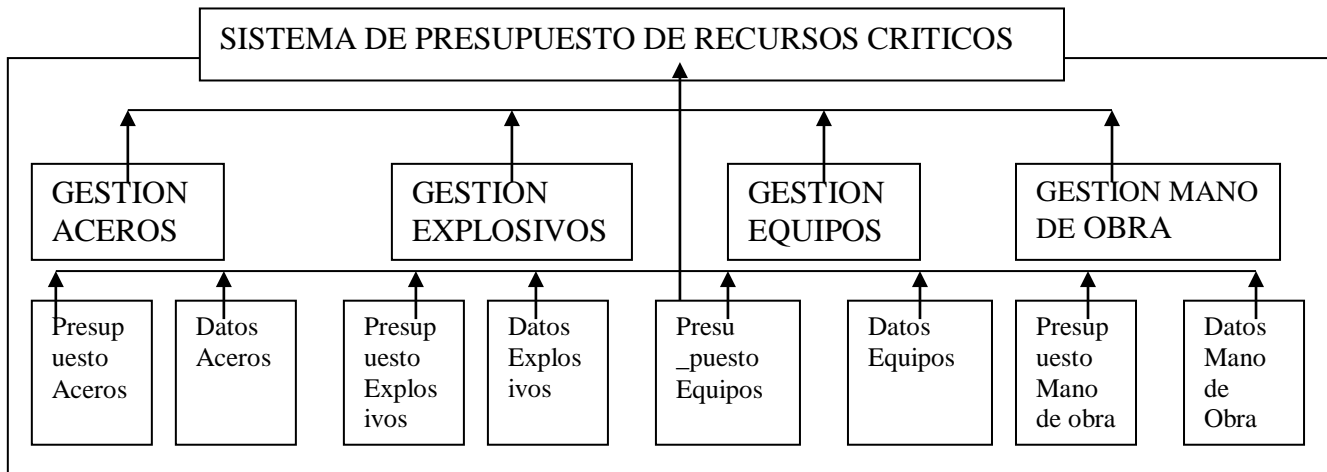 SISTEMA DE PRESUPUESTO DE RECURSOS CRITICOS
GESTION
ACEROS
GESTION
EXPLOSIVOS
GESTION
EQUIPOS
GESTION MANO
DE OBRA
Presup
uesto
Aceros
Datos
Aceros
Presup
uesto
Explos
ivos
Datos
Explos
ivos
Presu
_puesto
Equipos
Datos
Equipos
Presup
uesto
Mano
de obra
Datos
Mano
de
Obra